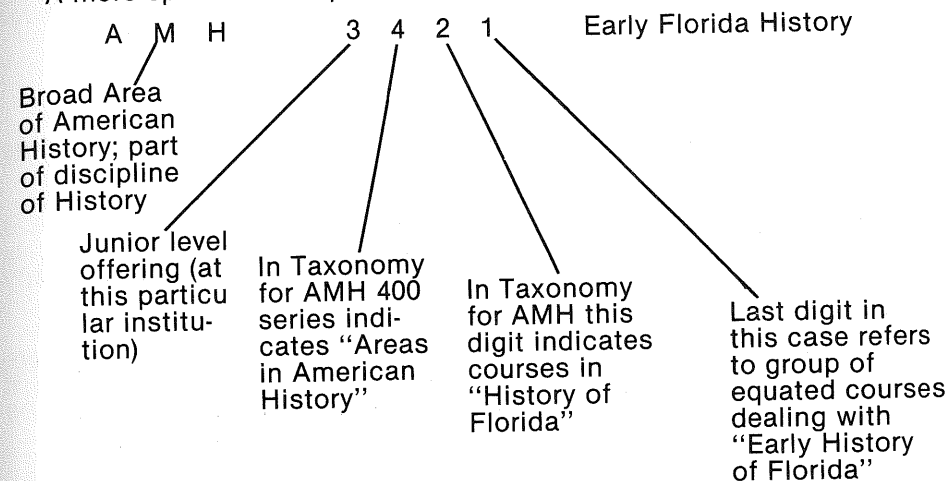 A M H 3 4 2 1 Early Florida History
Broad Area
of American
History; part
of discipline
of History
Junior level
offering (at
this particu
lar institu-
tion)
In Taxonomy
for AMH 400
series indi-
cates “Areas
in American
History”
In Taxonomy
for AMH this
digit indicates
courses in
“History of
Florida”
Last digit in
this case refers
to group of
equated courses
dealing with
“Early History
of Florida”